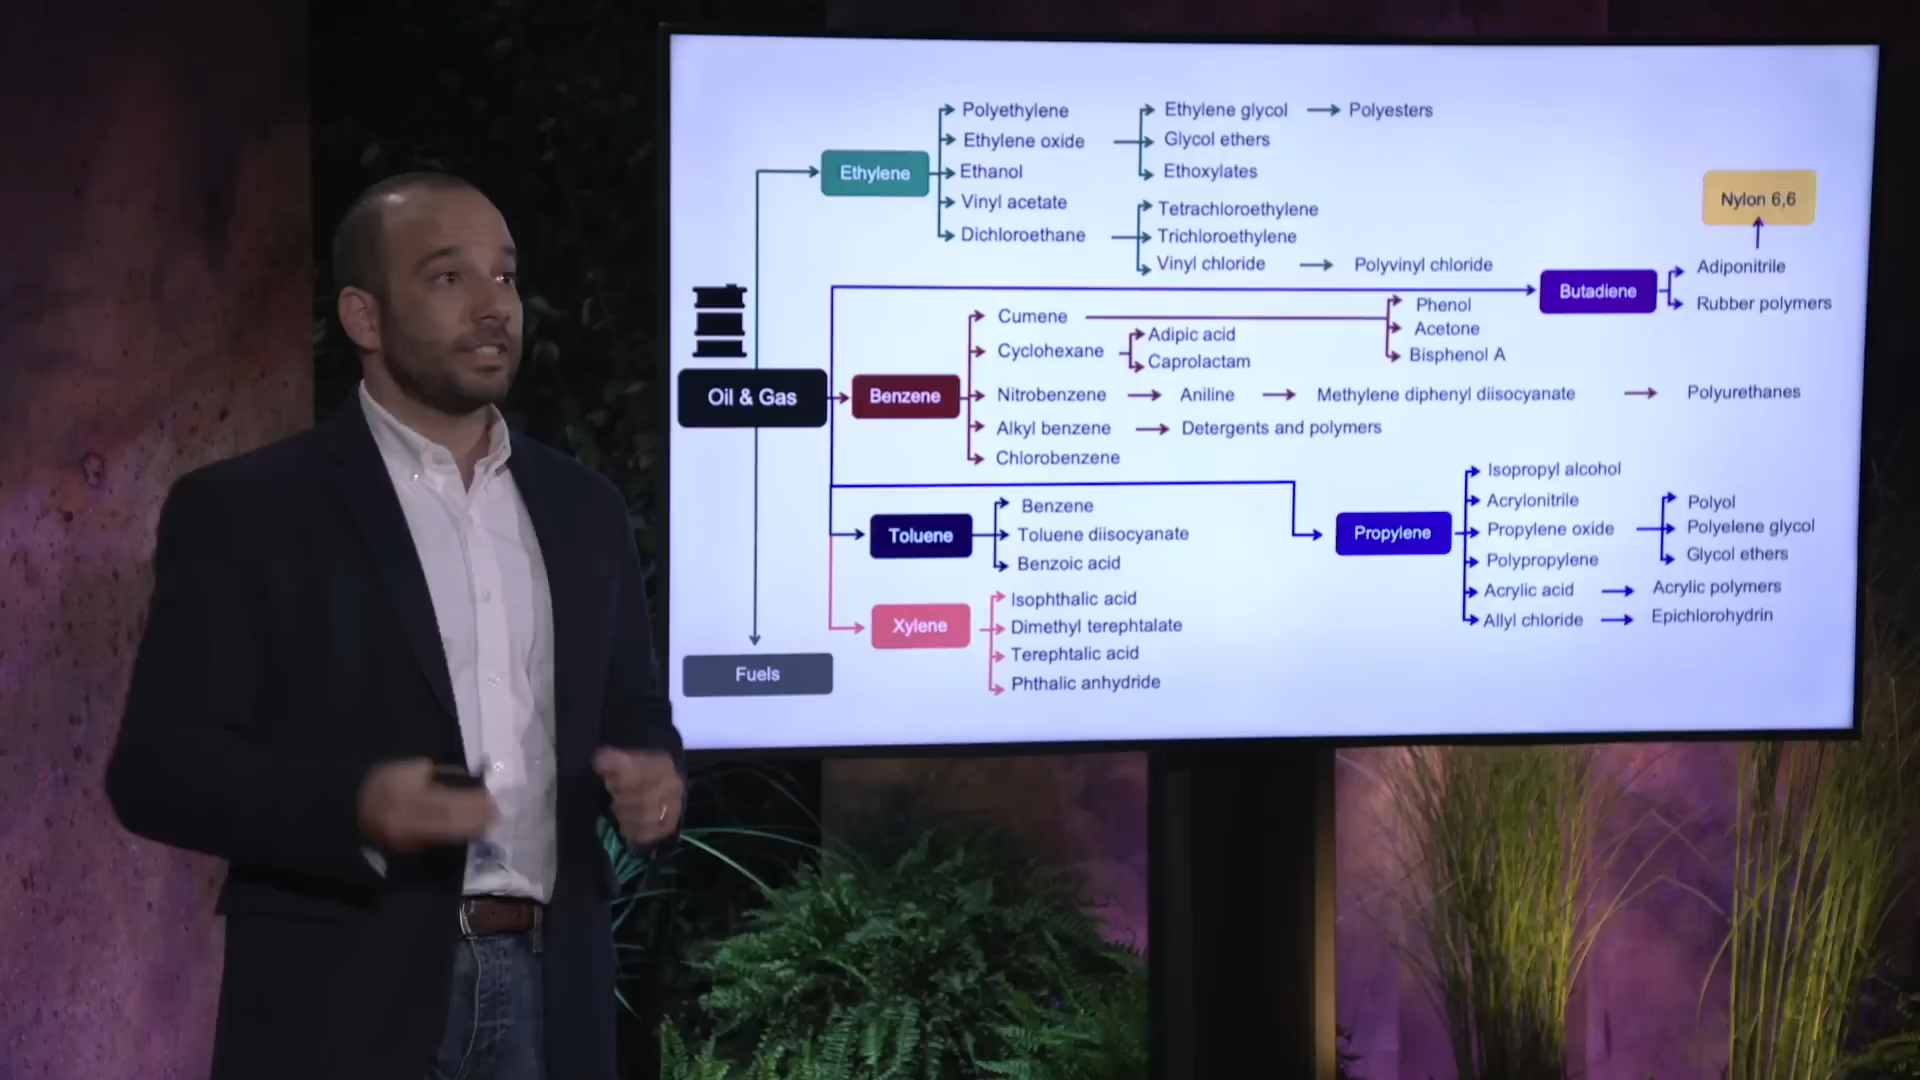 Polyethylene
Ethylene glycol
Polyesters
Ethylene oxide
Glycol ethers
Ethylene
Ethanol
Ethoxylates
Vinyl acetate
Tetrachloroethylene
Nylon 6,6
Dichloroethane
Trichloroethylene
Vinyl chloride
Polyvinyl chloride
Adiponitrile
Butadiene
Rubber polymers
Cumene
Phenol
Adipic acid
Acetone
Cyclohexane
Caprolactam
Bisphenol A
Oil & Gas
Benzene
Nitrobenzene
Aniline
Methylene diphenyl diisocyanate
Polyurethanes
Alkyl benzene
Detergents and polymers
Chlorobenzene
Isopropyl alcohol
Benzene
Acrylonitrile
Polyol
Toluene
Toluene diisocyanate
Propylene
Propylene oxide
Polyelene glycol
Benzoic acid
Polypropylene
Glycol ethers
Isophthalic acid
Acrylic acid
Acrylic polymers
Xylene
Dimethyl terephtalate
Allyl chloride
Epichlorohydrin
Terephtalic acid
Fuels
Phthalic anhydride